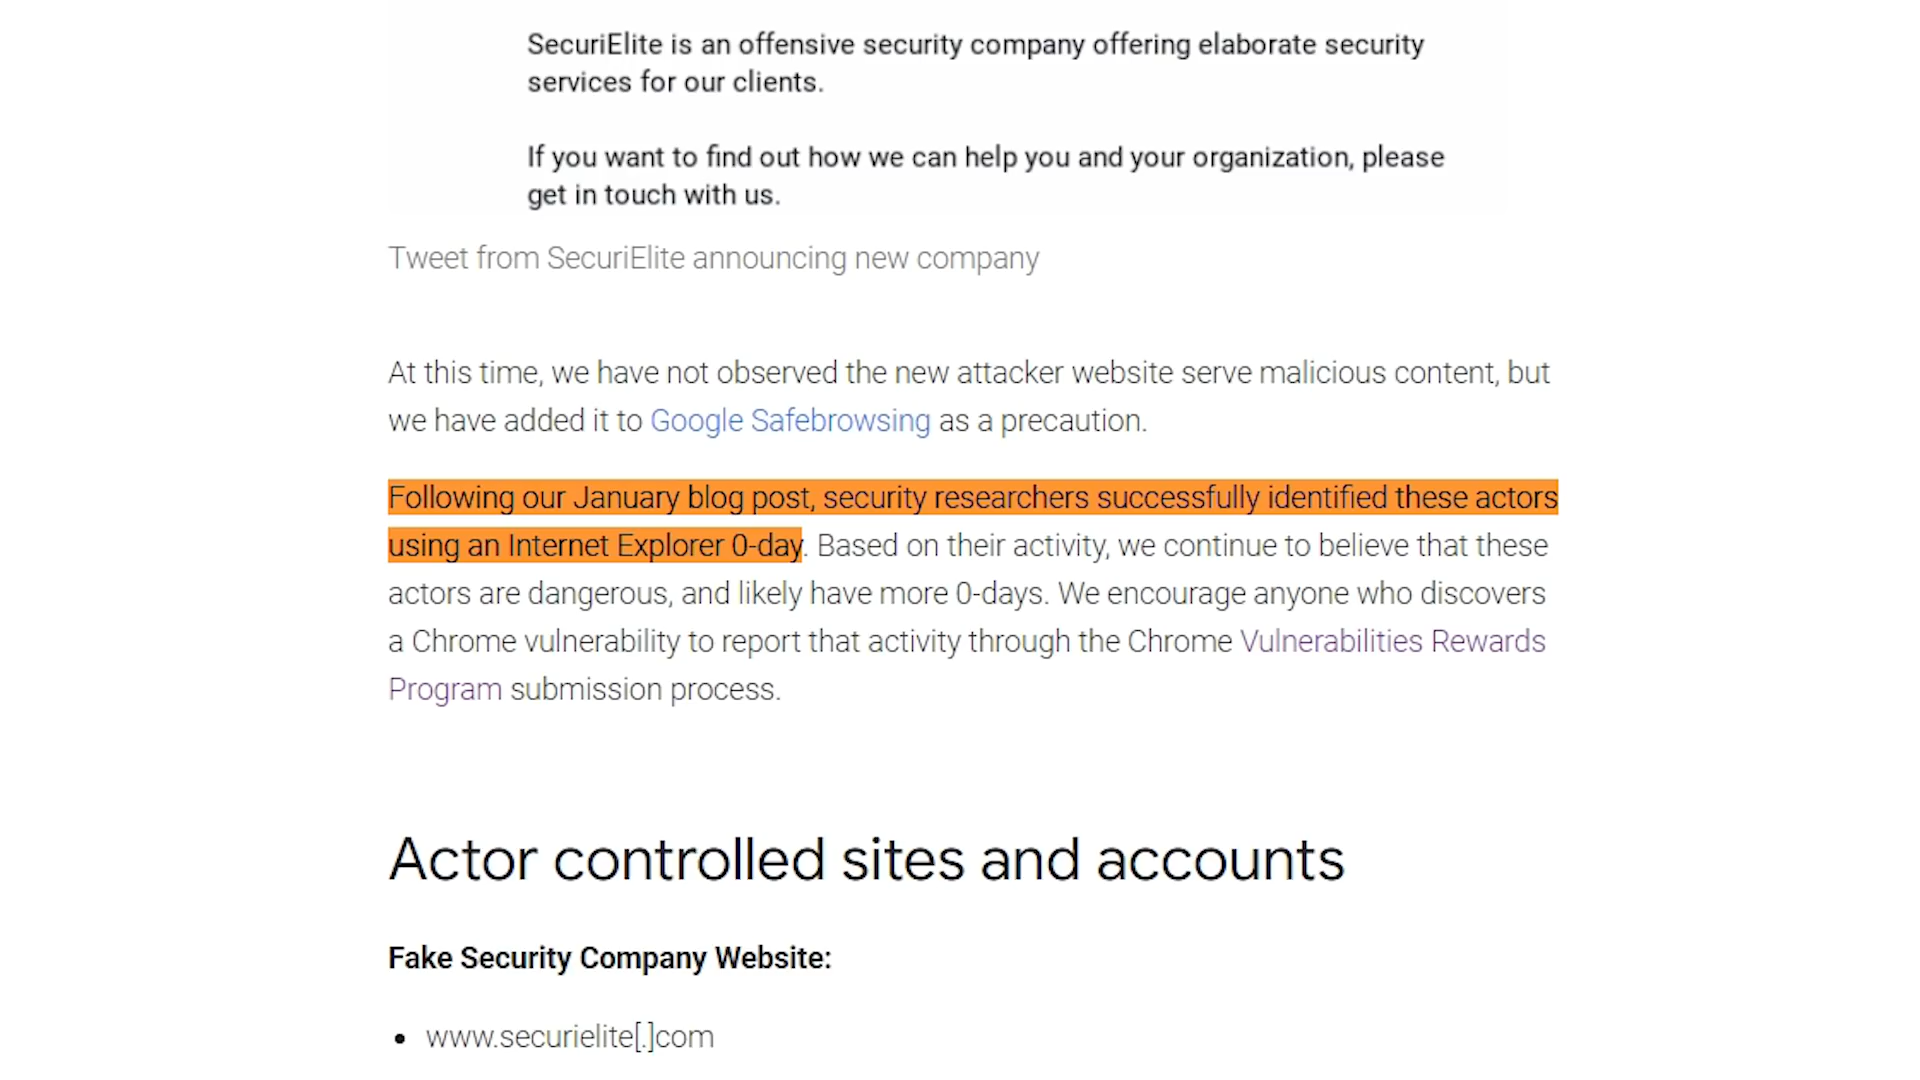 SecuriElite is an offensive security company offering elaborate security
services for our clients.
If you want to find out how we can help you and your organization, please
get in touch with us.
Tweet from SecuriElite announcing new company
At this time, we have not observed the new attacker website serve malicious content, but
we have added it to Google Safebrowsing as a precaution.
Following our January blog post, security researchers successfully identified these actors
using an Internet Explorer 0-day. Based on their activity, we continue to believe that these
actors are dangerous, and likely have more 0-days. We encourage anyone who discovers
a Chrome vulnerability to report that activity through the Chrome Vulnerabilities Rewards
Program submission process.
Actor controlled sites and accounts
Fake Security Company Website:
• www.securielite[.]com